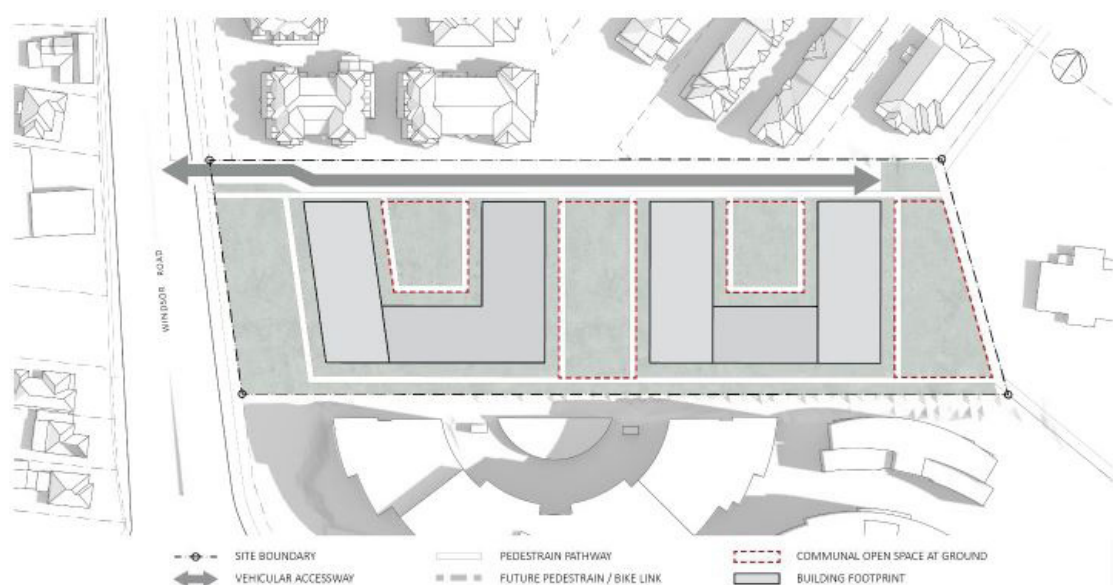 WINDSOR ROAD
SITE BOUNDARY
PEDESTRAIN PATHWAY
COMMUNAL OPEN SPACE AT GROUND
VEHICULAR ACCESSWAY
FUTURE PEDESTRAIN / BIKE LINK
BUILDING FOOTPRINT